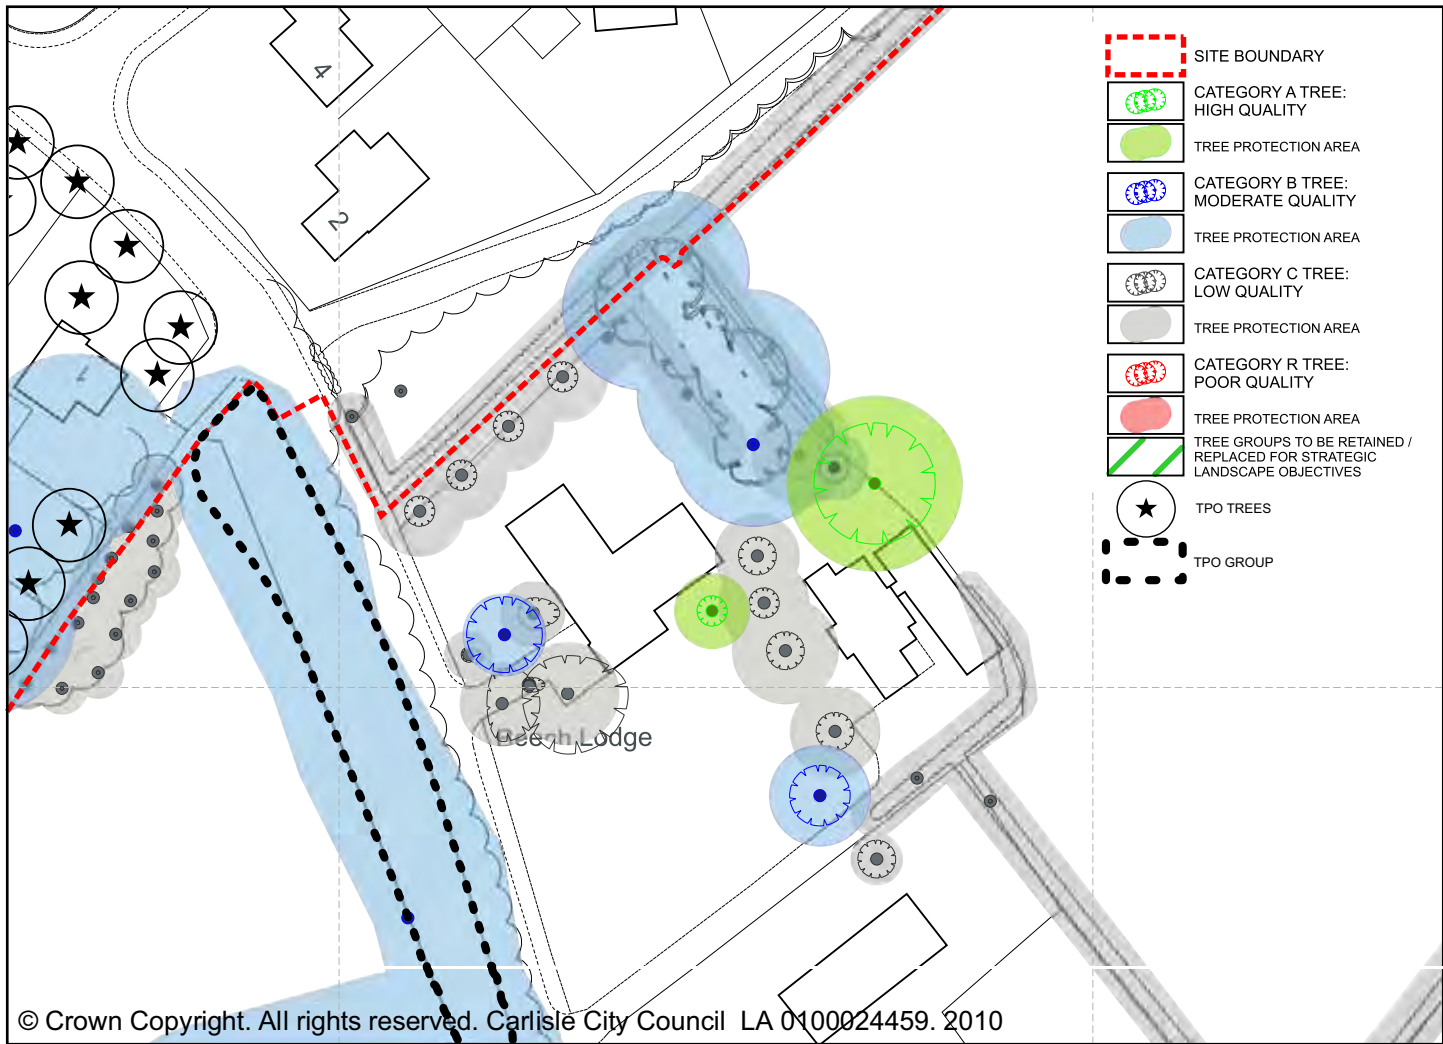 4
2
Beech Lodge
SITE BOUNDARY
CATEGORY A TREE:
HIGH QUALITY
TREE PROTECTION AREA
CATEGORY B TREE:
MODERATE QUALITY
TREE PROTECTION AREA
CATEGORY C TREE:
LOW QUALITY
TREE PROTECTION AREA
CATEGORY R TREE:
POOR QUALITY
TREE PROTECTION AREA
TREE GROUPS TO BE RETAINED /
REPLACED FOR STRATEGIC
LANDSCAPE OBJECTIVES
TPO TREES
TPO GROUP
© Crown Copyright. All rights reserved. Carlisle City Council LA 0100024459. 2010